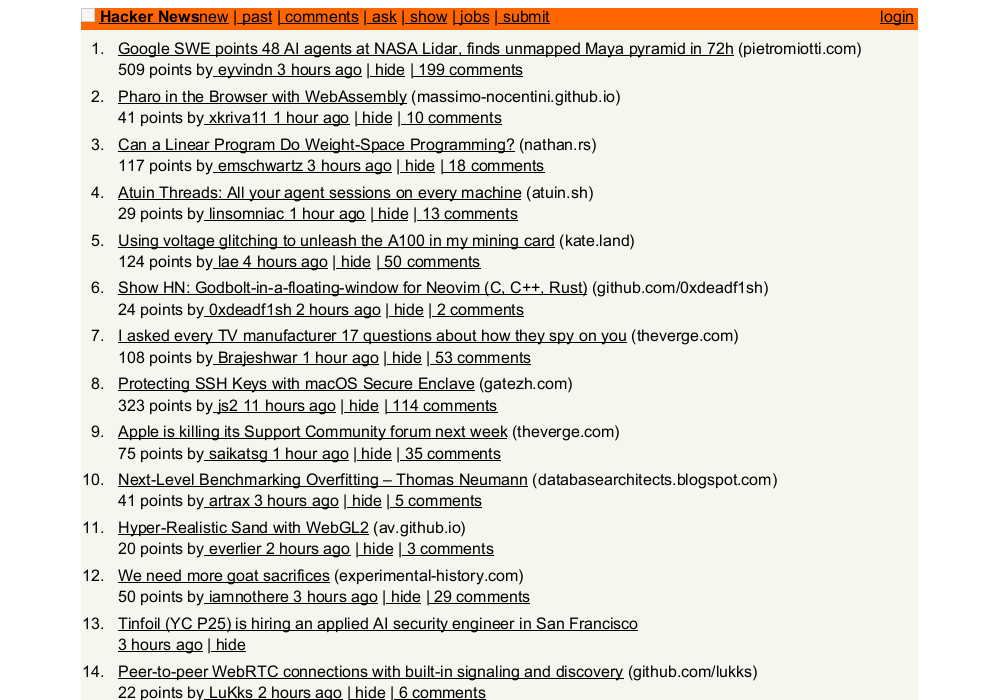 Hacker Newsnew | past | comments | ask | show | jobs | submit login
1. Google SWE points 48 AI agents at NASA Lidar, finds unmapped Maya pyramid in 72h (pietromiotti.com)
509 points by eyvindn 3 hours ago | hide | 199 comments
2. Pharo in the Browser with WebAssembly (massimo-nocentini.github.io)
41 points by xkriva11 1 hour ago | hide | 10 comments
3. Can a Linear Program Do Weight-Space Programming? (nathan.rs)
117 points by emschwartz 3 hours ago | hide | 18 comments
4. Atuin Threads: All your agent sessions on every machine (atuin.sh)
29 points by linsomniac 1 hour ago | hide | 13 comments
5. Using voltage glitching to unleash the A100 in my mining card (kate.land)
124 points by lae 4 hours ago | hide | 50 comments
6. Show HN: Godbolt-in-a-floating-window for Neovim (C, C++, Rust) (github.com/0xdeadf1sh)
24 points by 0xdeadf1sh 2 hours ago | hide | 2 comments
7. I asked every TV manufacturer 17 questions about how they spy on you (theverge.com)
108 points by Brajeshwar 1 hour ago | hide | 53 comments
8. Protecting SSH Keys with macOS Secure Enclave (gatezh.com)
323 points by js2 11 hours ago | hide | 114 comments
9. Apple is killing its Support Community forum next week (theverge.com)
75 points by saikatsg 1 hour ago | hide | 35 comments
10. Next-Level Benchmarking Overfitting – Thomas Neumann (databasearchitects.blogspot.com)
41 points by artrax 3 hours ago | hide | 5 comments
11. Hyper-Realistic Sand with WebGL2 (av.github.io)
20 points by everlier 2 hours ago | hide | 3 comments
12. We need more goat sacrifices (experimental-history.com)
50 points by iamnothere 3 hours ago | hide | 29 comments
13. Tinfoil (YC P25) is hiring an applied AI security engineer in San Francisco
3 hours ago | hide
14. Peer-to-peer WebRTC connections with built-in signaling and discovery (github.com/lukks)
22 points by LuKks 2 hours ago | hide | 6 comments